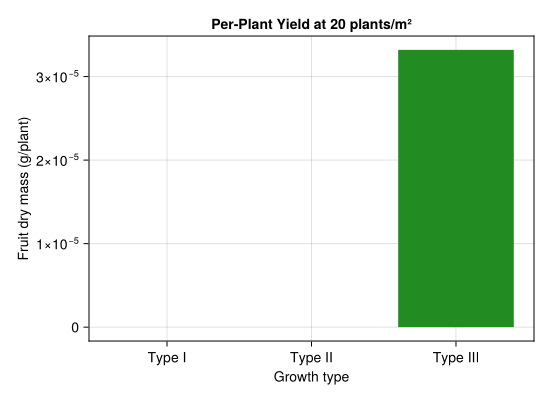 Per-Plant Yield at 20 plants/m²
Fruit dry mass (g/plant)
3×10⁻⁵
2×10⁻⁵
1×10⁻⁵
0
Type I
Type II
Type III
Growth type